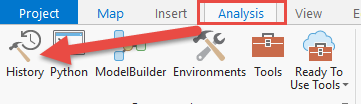 Project Map Insert Analysis View
History Python ModelBuilder Environments Tools Ready To
Use Tools